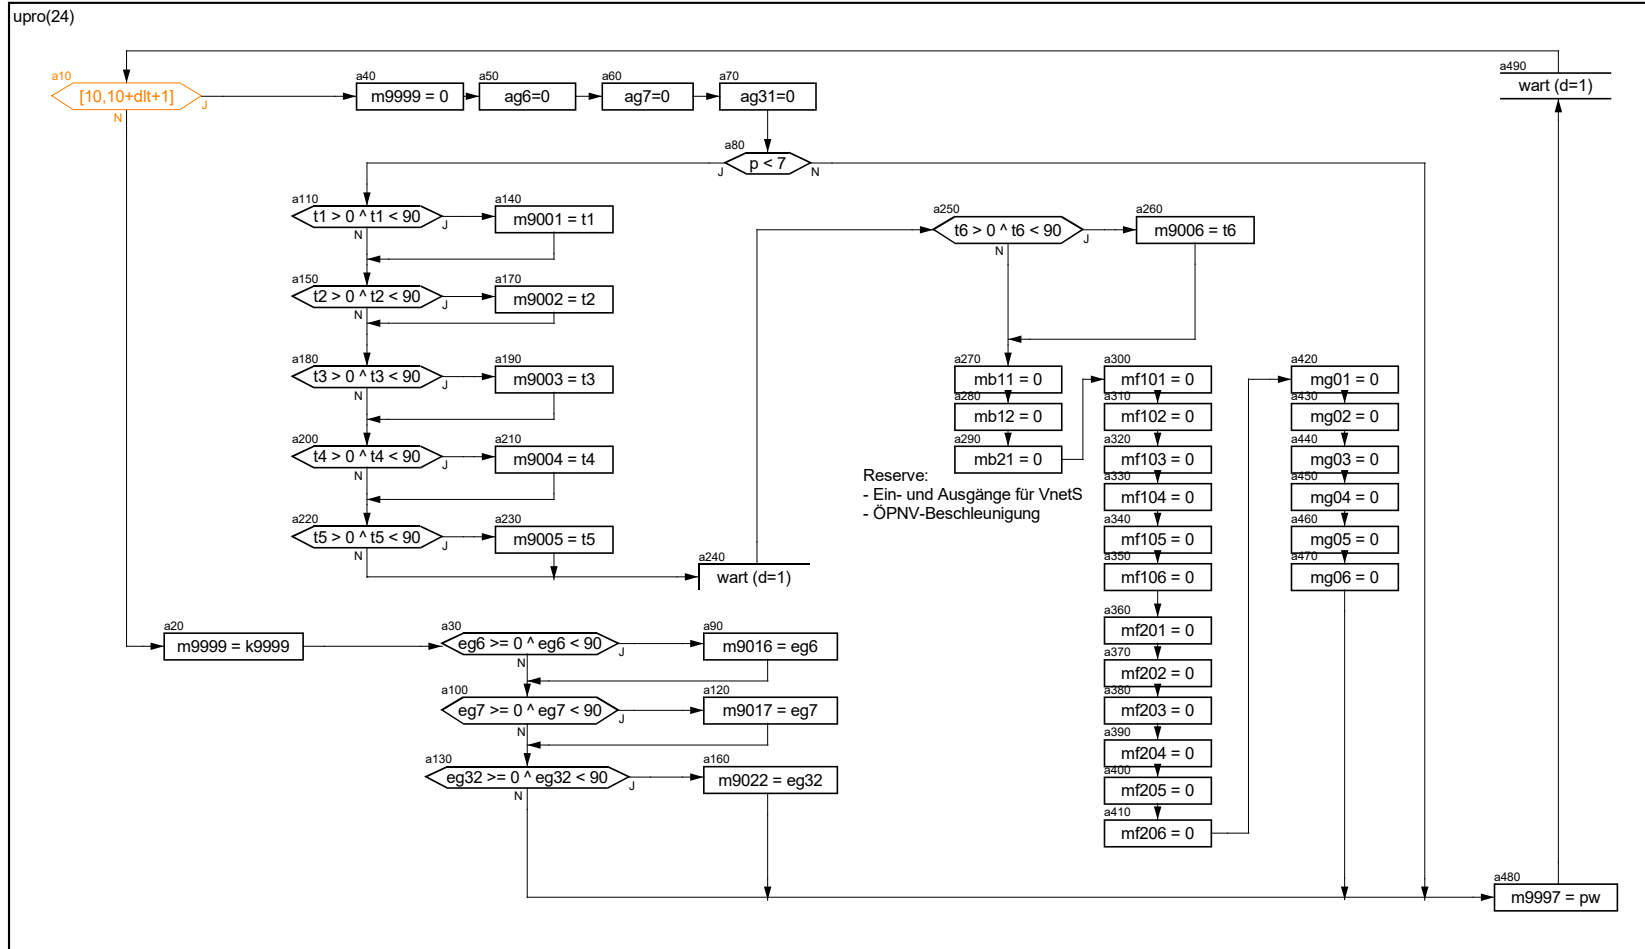 upro(24)
a10
[10,10+dlt+1]
J
N
a40
m9999 = 0
a50
ag6=0
a60
ag7=0
a70
ag31=0
a490
wart (d=1)
a80
p < 7
J
N
a110
t1 > 0 ^ t1 < 90
J
N
a140
m9001 = t1
a150
t2 > 0 ^ t2 < 90
J
N
a170
m9002 = t2
a180
t3 > 0 ^ t3 < 90
J
N
a190
m9003 = t3
a200
t4 > 0 ^ t4 < 90
J
N
a210
m9004 = t4
a220
t5 > 0 ^ t5 < 90
J
N
a230
m9005 = t5
a240
wart (d=1)
a250
t6 > 0 ^ t6 < 90
J
N
a260
m9006 = t6
a270
mb11 = 0
a280
mb12 = 0
a290
mb21 = 0
Reserve:
- Ein- und Ausgänge für VnetS
- ÖPNV-Beschleunigung
a300
mf101 = 0
a310
mf102 = 0
a320
mf103 = 0
a330
mf104 = 0
a340
mf105 = 0
a350
mf106 = 0
a360
mf201 = 0
a370
mf202 = 0
a380
mf203 = 0
a390
mf204 = 0
a400
mf205 = 0
a410
mf206 = 0
a420
mg01 = 0
a430
mg02 = 0
a440
mg03 = 0
a450
mg04 = 0
a460
mg05 = 0
a470
mg06 = 0
a20
m9999 = k9999
a30
eg6 >= 0 ^ eg6 < 90
J
N
a90
m9016 = eg6
a100
eg7 >= 0 ^ eg7 < 90
J
N
a120
m9017 = eg7
a130
eg32 >= 0 ^ eg32 < 90
J
N
a160
m9022 = eg32
a480
m9997 = pw